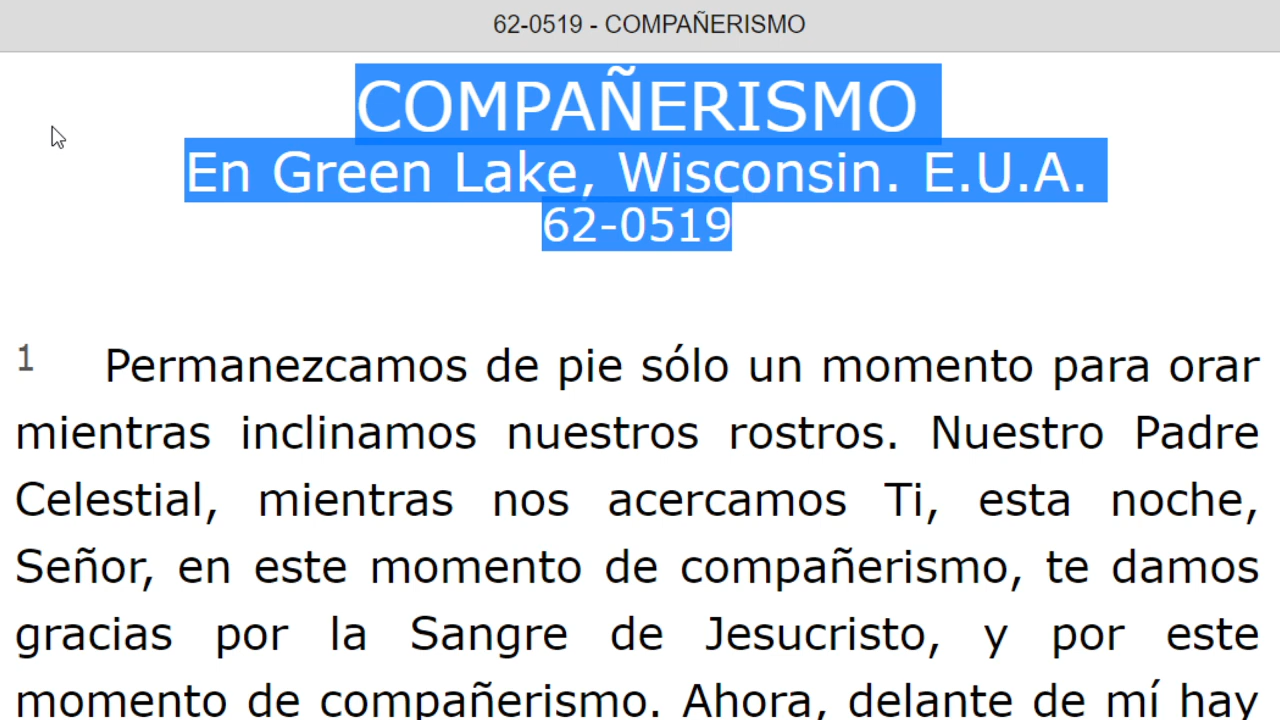 62-0519 - COMPAÑERISMO
COMPAÑERISMO
En Green Lake, Wisconsin. E.U.A.
62-0519
1 Permanezcamos de pie sólo un momento para orar
mientras inclinamos nuestros rostros. Nuestro Padre
Celestial, mientras nos acercamos Ti, esta noche,
Señor, en este momento de compañerismo, te damos
gracias por la Sangre de Jesucristo, y por este
momento de compañerismo. Ahora, delante de mí hay